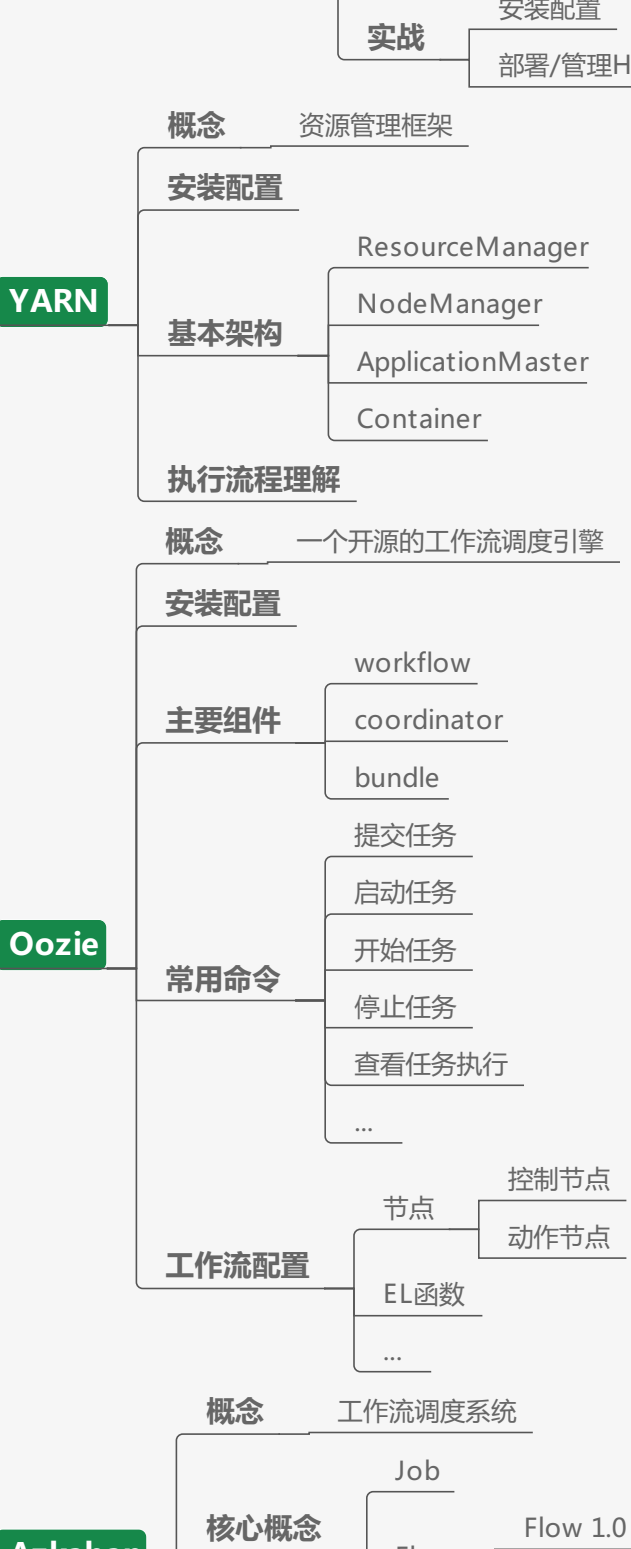 安装配置
实战
部署/管理H
概念
资源管理框架
安装配置
YARN
基本架构
ResourceManager
NodeManager
ApplicationMaster
Container
执行流程理解
概念
一个开源的工作流调度引擎
安装配置
主要组件
workflow
coordinator
bundle
Oozie
常用命令
提交任务
启动任务
开始任务
停止任务
查看任务执行
...
工作流配置
节点
控制节点
动作节点
EL函数
...
概念
工作流调度系统
核心概念
Job
Flow 1.0